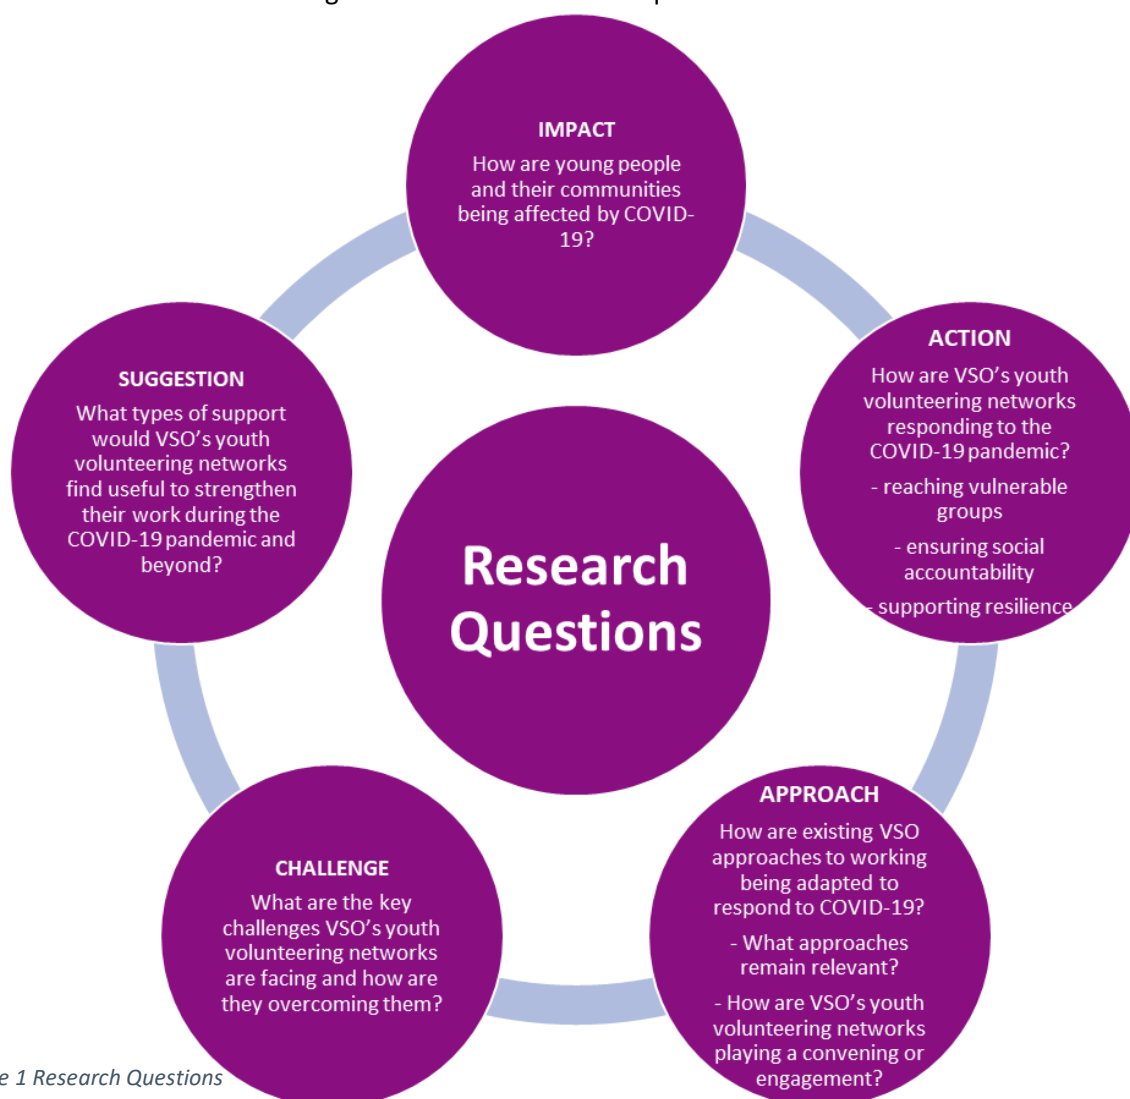 IMPACT
How are young people
and their communities
being affected by COVID-
19?
ACTION
How are VSO's youth
volunteering networks
responding to the
COVID-19 pandemic?
- reaching vulnerable
groups
- ensuring social
accountability
- supporting resilience
APPROACH
How are existing VSO
approaches to working
being adapted to
respond to COVID-19?
- What approaches
remain relevant?
- How are VSO's youth
volunteering networks
playing a convening or
engagement?
CHALLENGE
What are the key
challenges VSO's youth
volunteering networks
are facing and how are
they overcoming them?
SUGGESTION
What types of support
would VSO's youth
volunteering networks
find useful to strengthen
their work during the
COVID-19 pandemic and
beyond?
Research
Questions
e 1 Research Questions